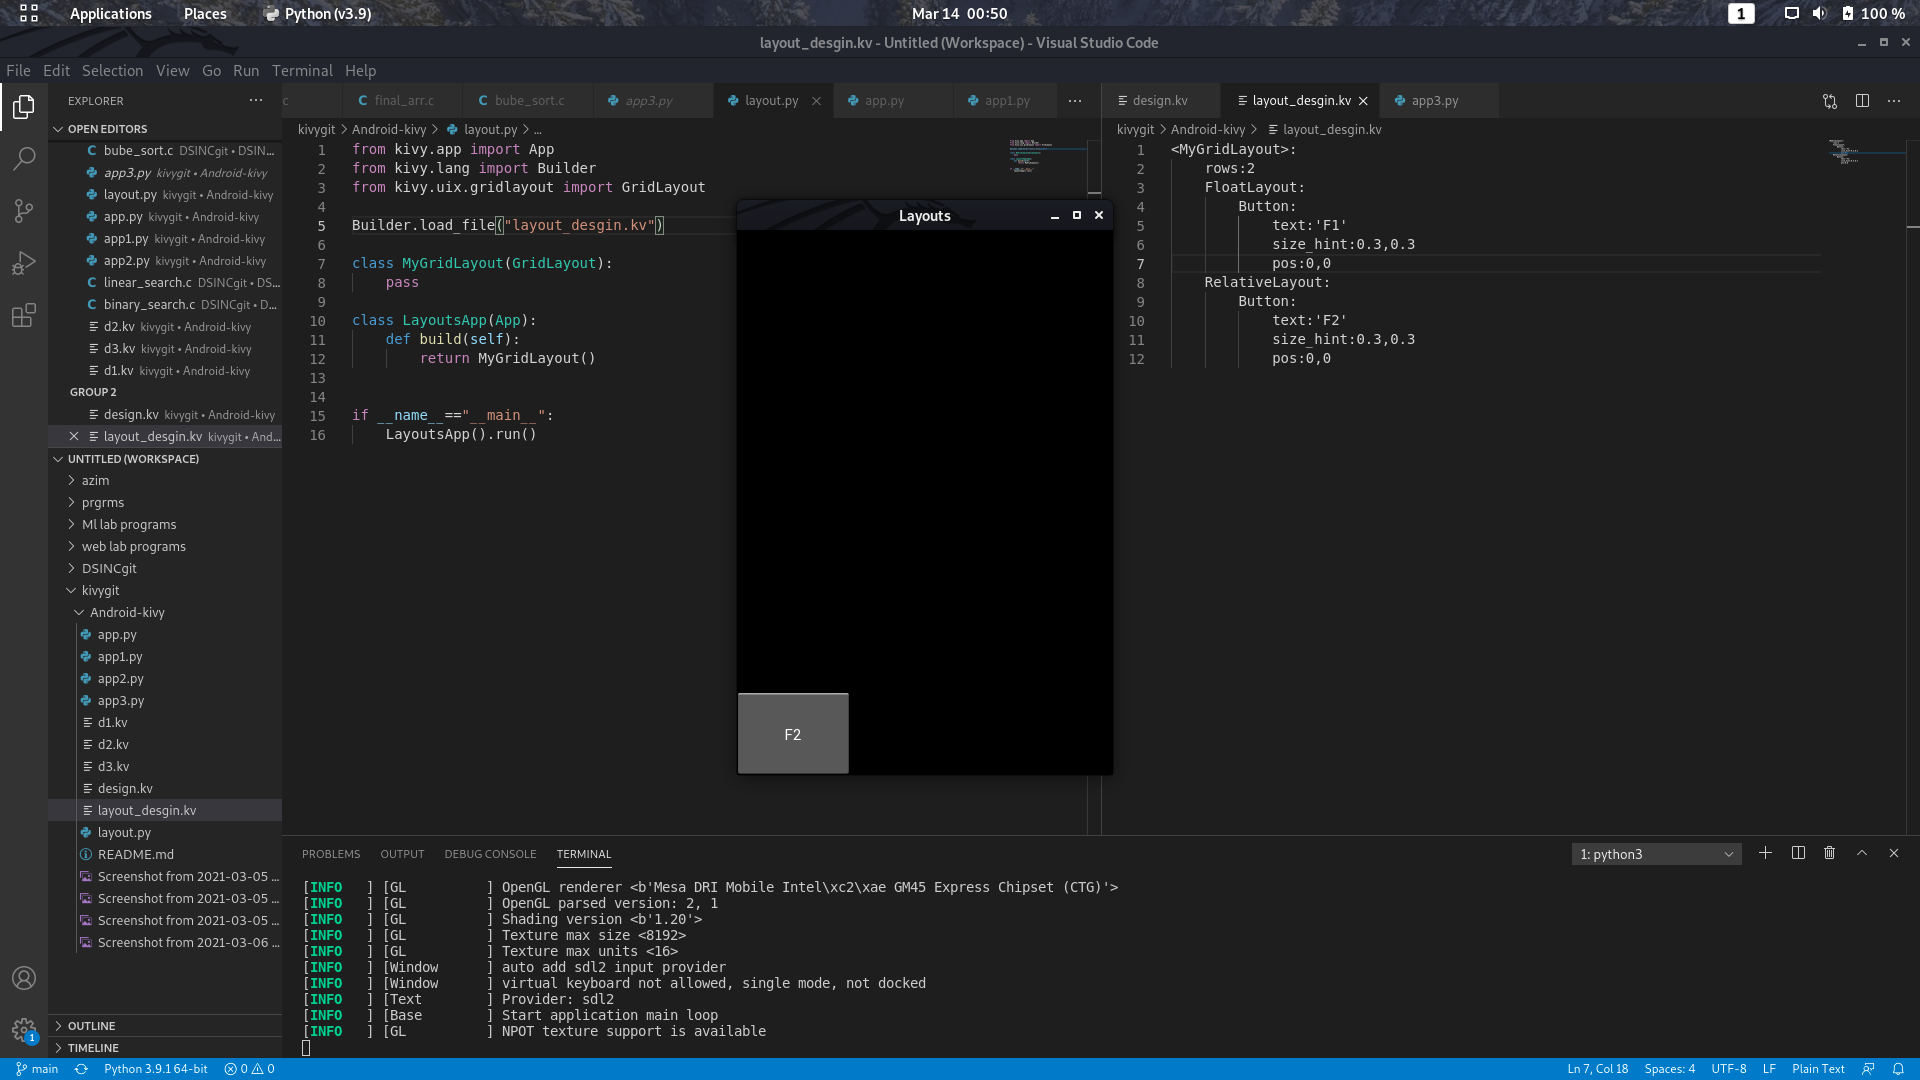 Applications Places Python (v3.9) Mar 14 00:50 1 100 %
layout_desgin.kv - Untitled (Workspace) - Visual Studio Code
File Edit Selection View Go Run Terminal Help
EXPLORER
OPEN EDITORS
bube_sort.c DSINCgit • DSIN...
app3.py kivygit • Android-kivy
layout.py kivygit • Android-kivy
app.py kivygit • Android-kivy
app1.py kivygit • Android-kivy
app2.py kivygit • Android-kivy
linear_search.c DSINCgit • DS...
binary_search.c DSINCgit • D...
d2.kv kivygit • Android-kivy
d3.kv kivygit • Android-kivy
d1.kv kivygit • Android-kivy
GROUP 2
design.kv kivygit • Android-kivy
layout_desgin.kv kivygit • And...
UNTITLED (WORKSPACE)
azim
prgrms
Ml lab programs
web lab programs
DSINCgit
kivygit
Android-kivy
app.py
app1.py
app2.py
app3.py
d1.kv
d2.kv
d3.kv
design.kv
layout_desgin.kv
layout.py
README.md
Screenshot from 2021-03-05 ...
Screenshot from 2021-03-05 ...
Screenshot from 2021-03-05 ...
Screenshot from 2021-03-06 ...
OUTLINE
TIMELINE
c final_arr.c bube_sort.c app3.py layout.py app.py app1.py
kivygit > Android-kivy > layout.py > ...
1 from kivy.app import App
2 from kivy.lang import Builder
3 from kivy.uix.gridlayout import GridLayout
4
5 Builder.load_file("layout_desgin.kv")
6
7 class MyGridLayout(GridLayout):
8 pass
9
10 class LayoutsApp(App):
11 def build(self):
12 return MyGridLayout()
13
14
15 if __name__=="__main__":
16 LayoutsApp().run()
Layouts
F2
design.kv layout_desgin.kv app3.py
kivygit > Android-kivy > layout_desgin.kv
1 <MyGridLayout>:
2 rows:2
3 FloatLayout:
4 Button:
5 text:'F1'
6 size_hint:0.3,0.3
7 pos:0,0
8 RelativeLayout:
9 Button:
10 text:'F2'
11 size_hint:0.3,0.3
12 pos:0,0
PROBLEMS OUTPUT DEBUG CONSOLE TERMINAL 1: python3
[INFO ] [GL ] OpenGL renderer <b'Mesa DRI Mobile Intel\xc2\xae GM45 Express Chipset (CTG)'>
[INFO ] [GL ] OpenGL parsed version: 2, 1
[INFO ] [GL ] Shading version <b'1.20'>
[INFO ] [GL ] Texture max size <8192>
[INFO ] [GL ] Texture max units <16>
[INFO ] [Window ] auto add sdl2 input provider
[INFO ] [Window ] virtual keyboard not allowed, single mode, not docked
[INFO ] [Text ] Provider: sdl2
[INFO ] [Base ] Start application main loop
[INFO ] [GL ] NPOT texture support is available
1
main Python 3.9.1 64-bit 0 0 Ln 7, Col 18 Spaces: 4 UTF-8 LF Plain Text